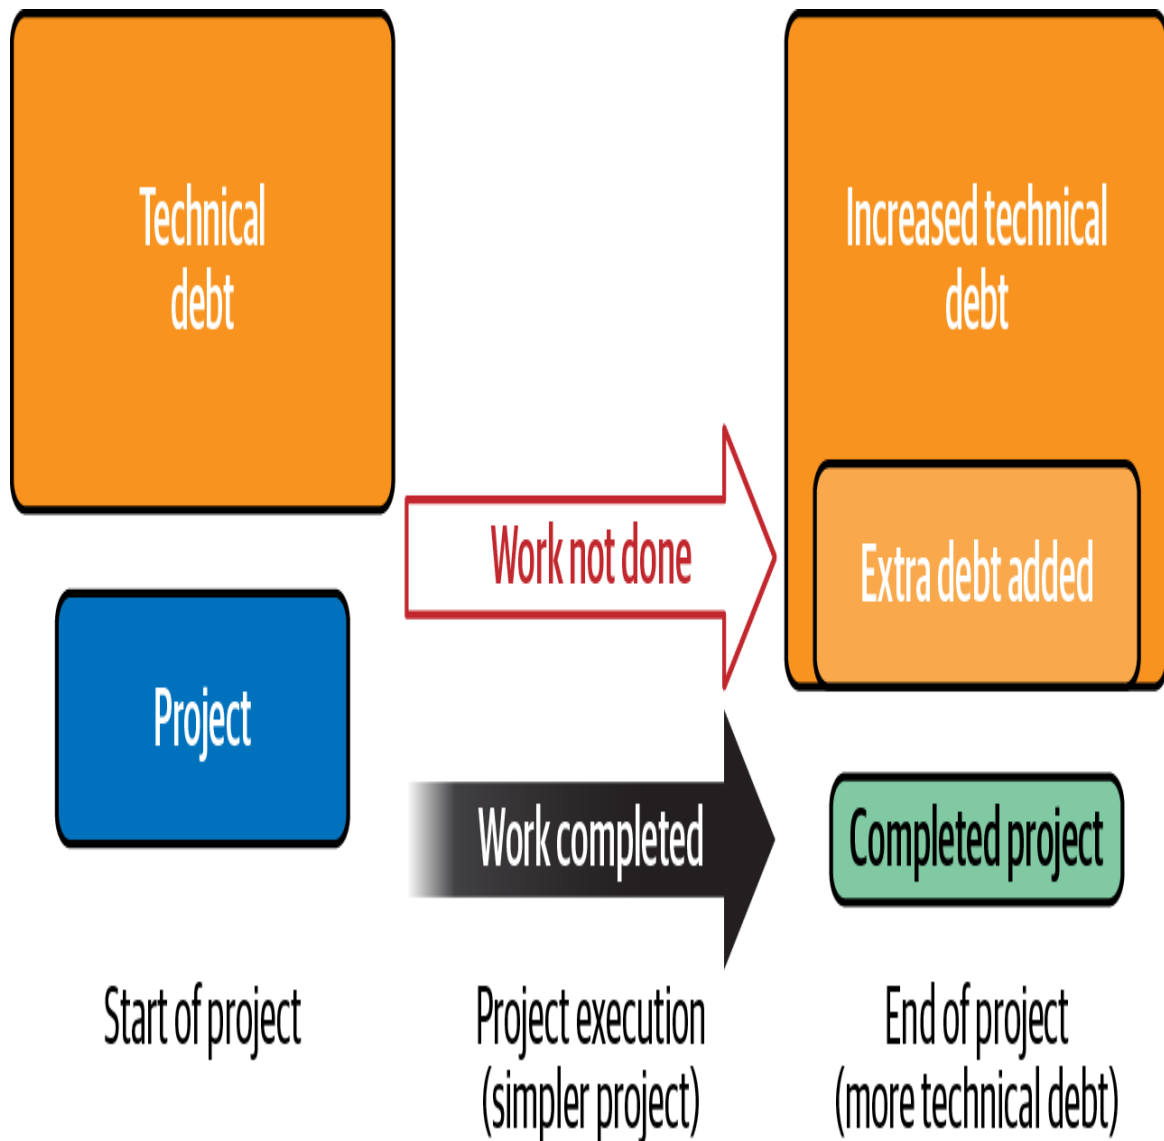 Technical
debt
Increased technical
debt
Work not done
Extra debt added
Project
Work completed
Completed project
Start of project
Project execution
(simpler project)
End of project
(more technical debt)